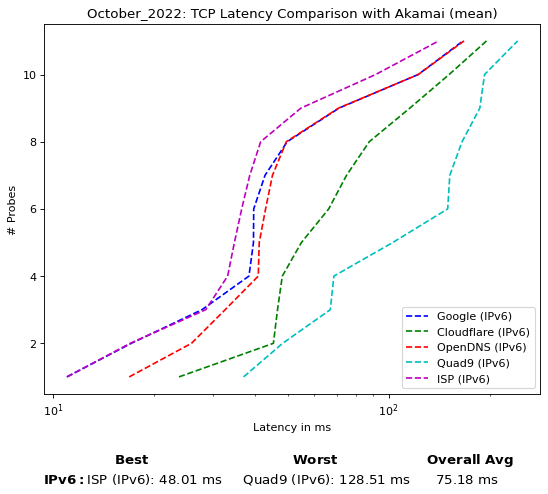 October_2022: TCP Latency Comparison with Akamai (mean)
# Probes
10
8
6
4
2
Google (IPv6)
Cloudflare (IPv6)
OpenDNS (IPv6)
Quad9 (IPv6)
ISP (IPv6)
10¹ 10²
Latency in ms
Best Worst Overall Avg
IPv6: ISP (IPv6): 48.01 ms Quad9 (IPv6): 128.51 ms 75.18 ms